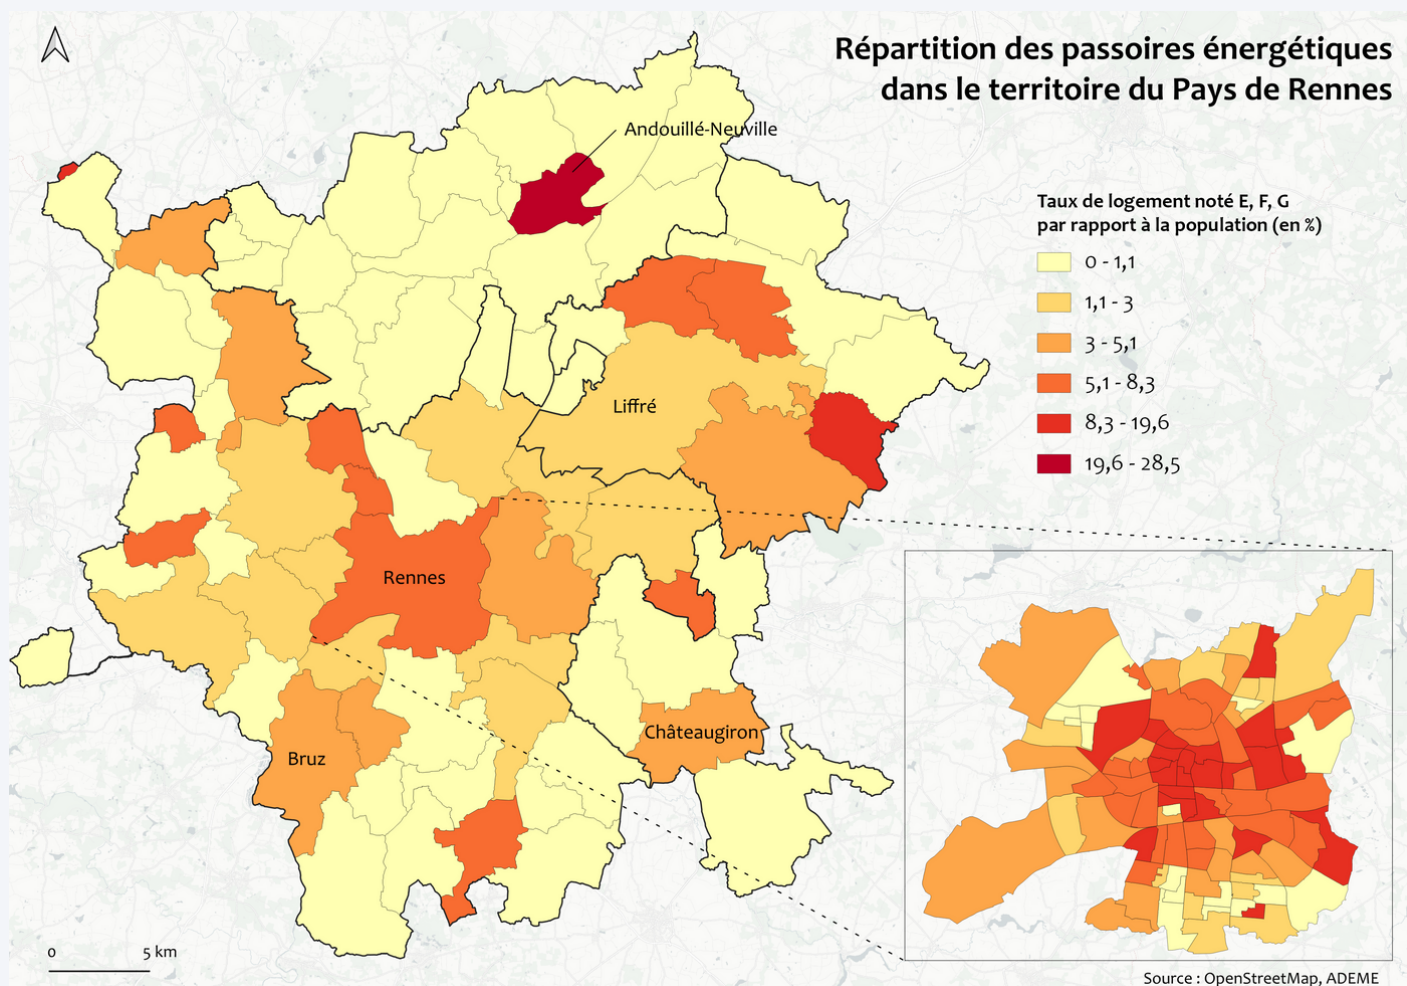 Répartition des passoires énergétiques
dans le territoire du Pays de Rennes
Andouillé-Neuville
Taux de logement noté E, F, G
par rapport à la population (en %)
0 - 1,1
1,1 - 3
3 - 5,1
5,1 - 8,3
8,3 - 19,6
19,6 - 28,5
Liffré
Rennes
Châteaugiron
Bruz
0 5 km
Source : OpenStreetMap, ADEME